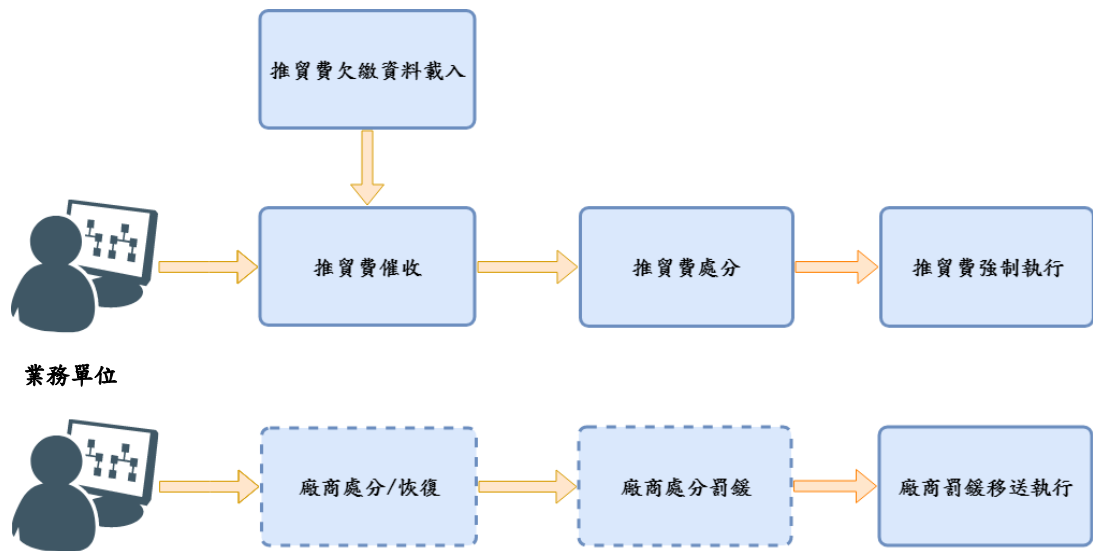 推貿費欠繳資料載入
推貿費催收
推貿費處分
推貿費強制執行
業務單位
廠商處分/恢復
廠商處分罰鍰
廠商罰鍰移送執行